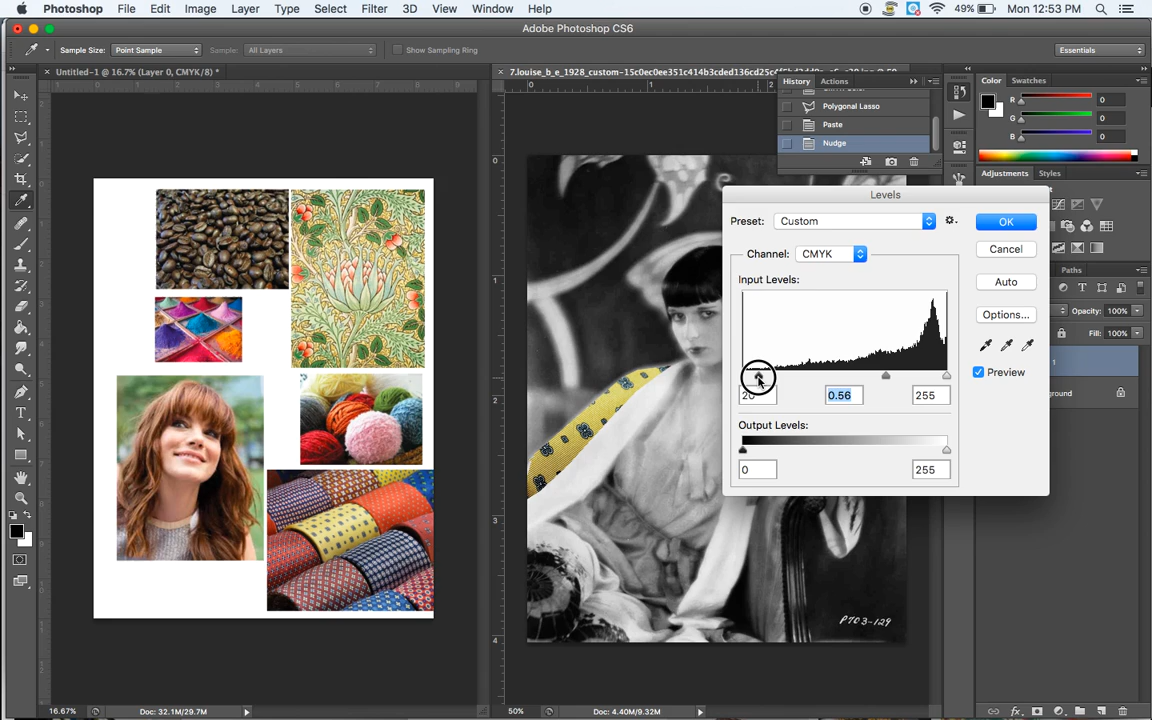 Photoshop File Edit Image Layer Type Select Filter 3D View Window Help 49% Mon 12:53 PM
Adobe Photoshop CS6
Sample Size: Point Sample Sample: All Layers Show Sampling Ring Essentials
Untitled-1 @ 16.7% (Layer 0, CMYK/8) *
History Actions
Polygonal Lasso
Paste
Nudge
Color Swatches
R 0
G 0
B 0
Adjustments Styles
Paths
Opacity: 100%
Fill: 100%
1
Levels
Preset: Custom
OK
Channel: CMYK
Cancel
Input Levels:
Auto
Options...
Preview
20 0.56 255
Output Levels:
0 255
P703-129
16.67% Doc: 32.1M/29.7M
50% Doc: 4.40M/9.32M